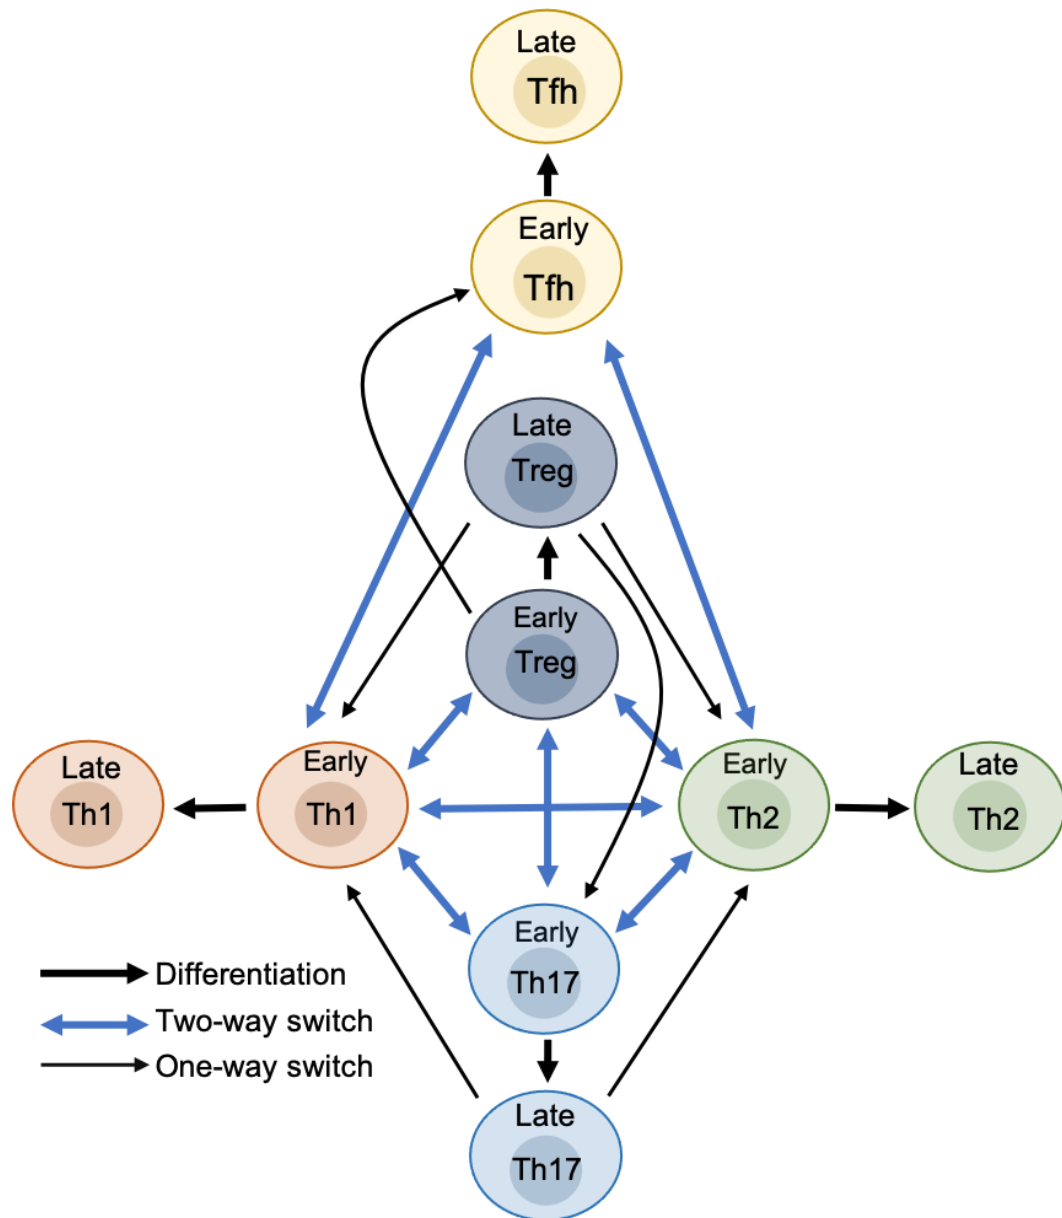 Late
Tfh
Early
Tfh
Late
Treg
Early
Treg
Late
Th1
Early
Th1
Early
Th2
Late
Th2
Early
Th17
Late
Th17
Differentiation
Two-way switch
One-way switch